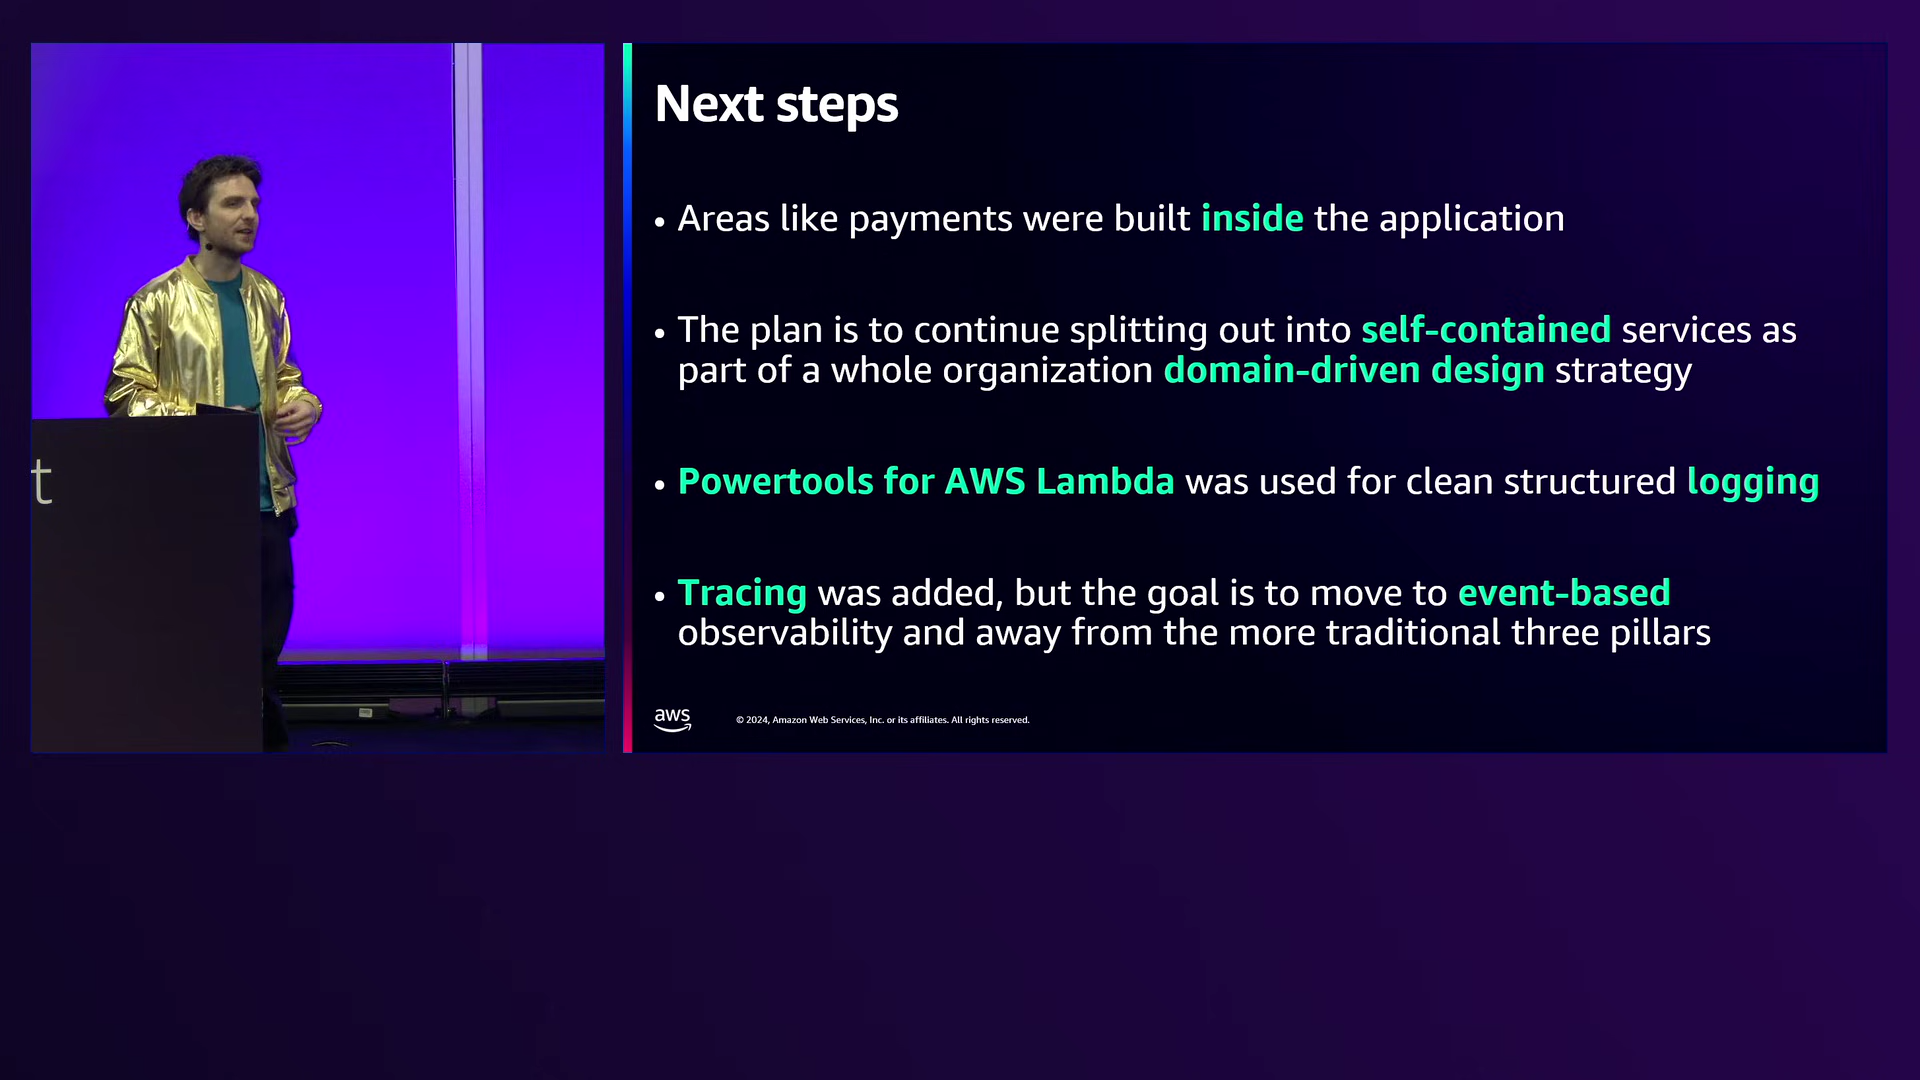 t
Next steps
• Areas like payments were built inside the application
• The plan is to continue splitting out into self-contained services as
part of a whole organization domain-driven design strategy
• Powertools for AWS Lambda was used for clean structured logging
• Tracing was added, but the goal is to move to event-based
observability and away from the more traditional three pillars
aws
© 2024, Amazon Web Services, Inc. or its affiliates. All rights reserved.